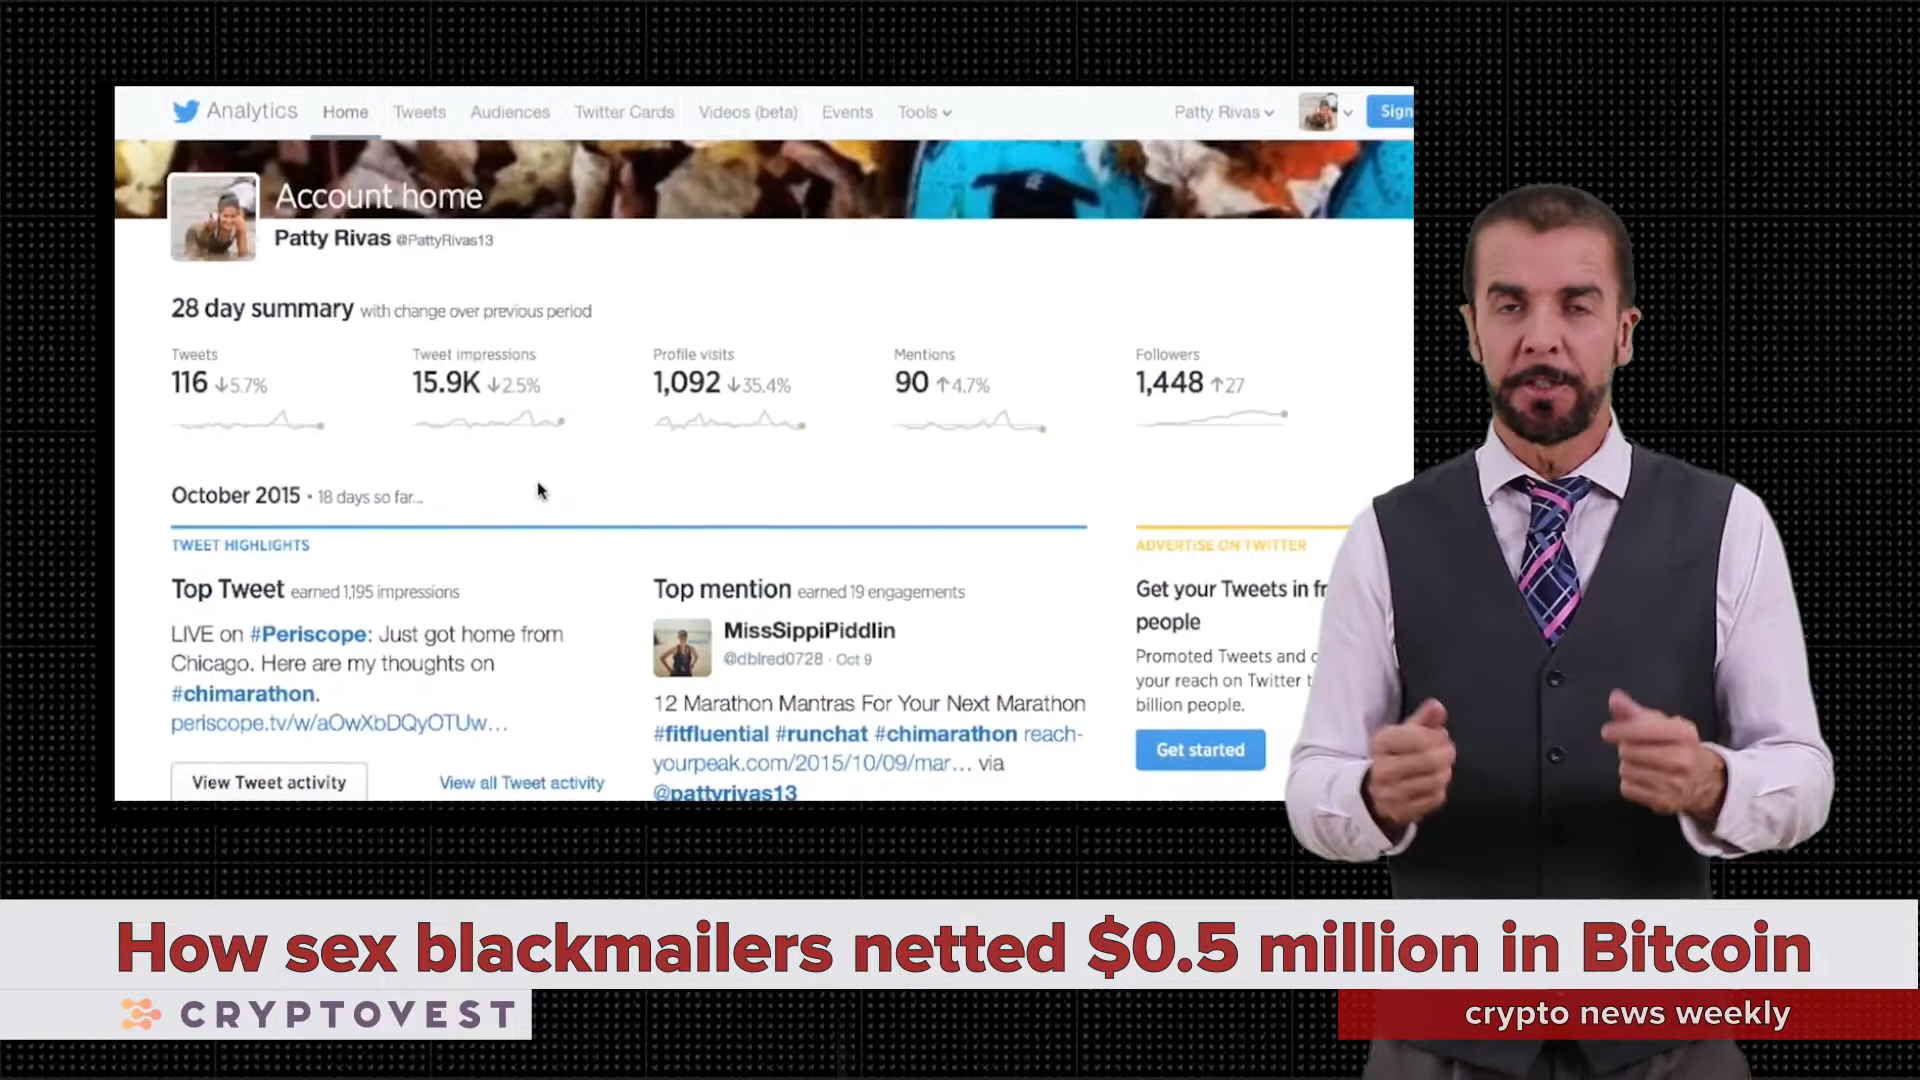 Analytics Home Tweets Audiences Twitter Cards Videos (beta) Events Tools Patty Rivas Sign
Account home
Patty Rivas @PattyRivas13
28 day summary with change over previous period
Tweets Tweet impressions Profile visits Mentions Followers
116 ↓5.7% 15.9K ↓2.5% 1,092 ↓35.4% 90 ↑4.7% 1,448 ↑27
October 2015 • 18 days so far...
TWEET HIGHLIGHTS
Top Tweet earned 1,195 impressions
LIVE on #Periscope: Just got home from
Chicago. Here are my thoughts on
#chimarathon.
periscope.tv/w/aOwXbDQyOTUw...
View Tweet activity View all Tweet activity
Top mention earned 19 engagements
MissSippiPiddlin
@dblred0728 · Oct 9
12 Marathon Mantras For Your Next Marathon
#fitfluential #runchat #chimarathon reach-
yourpeak.com/2015/10/09/mar... via
@pattyrivas13
ADVERTISE ON TWITTER
Get your Tweets in
people
Promoted Tweets and
your reach on Twitter
billion people.
Get started
How sex blackmailers netted $0.5 million in Bitcoin
CRYPTOVEST
crypto news weekly